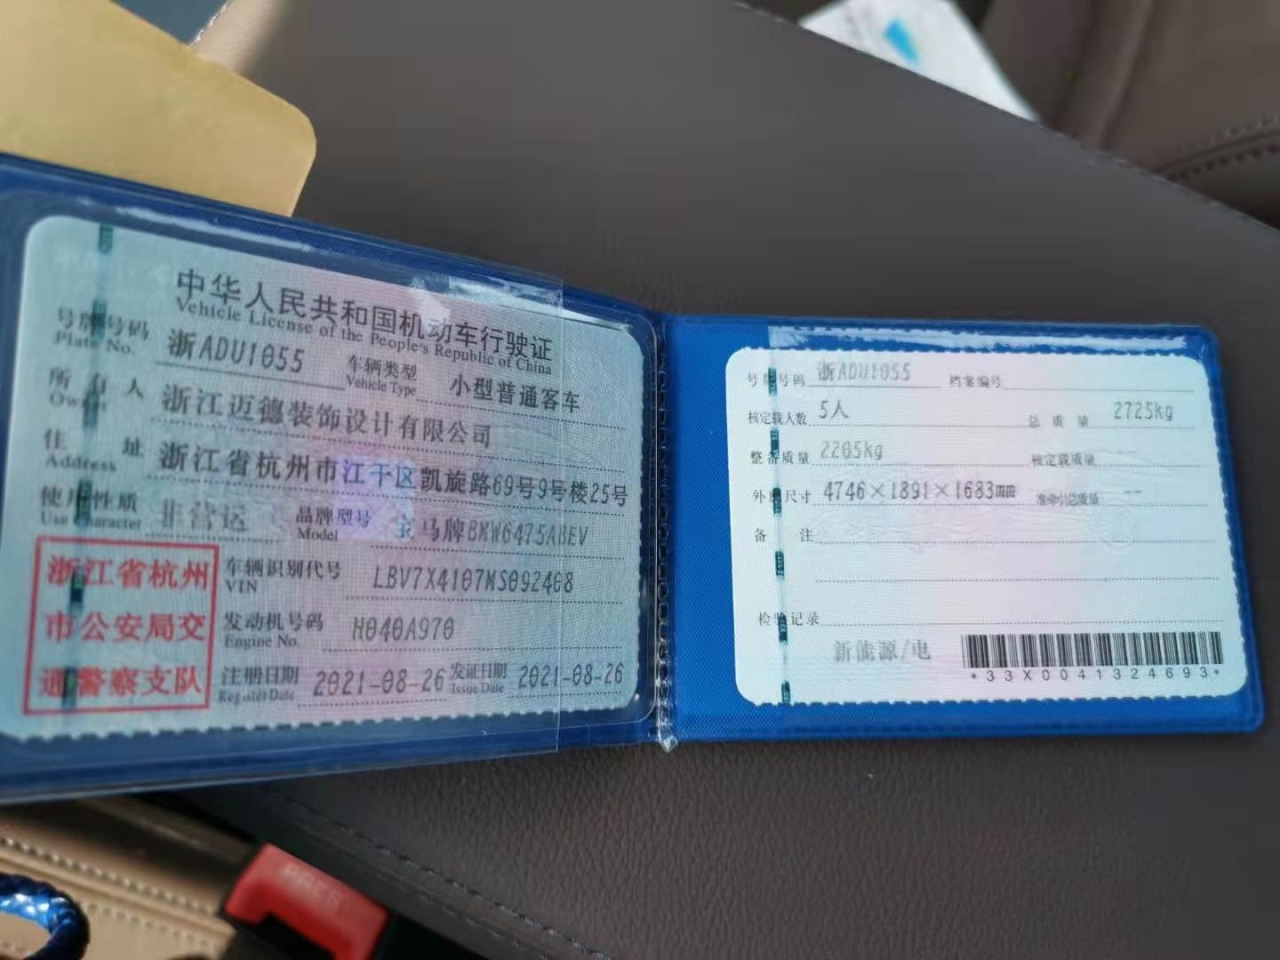 中华人民共和国机动车行驶证
Vehicle License of the People's Republic of China
号牌号码 浙ADU1055 车辆类型 小型普通客车
Plate No. Vehicle Type
所有人 浙江迈德装饰设计有限公司
Owner
住址 浙江省杭州市江干区凯旋路69号9号楼25号
Address
使用性质 非营运 品牌型号 宝马牌BMW6475ABEV
Use Character Model
浙江省杭州
市公安局交
通警察支队
车辆识别代号 LBV7X4107MS092408
VIN
发动机号码 H040A970
Engine No.
注册日期 2021-08-26 发证日期 2021-08-26
Register Date Issue Date
号牌号码 浙ADU1055 档案编号
核定载人数 5人 总质量 2725kg
整备质量 2205kg 核定载质量 --
外廓尺寸 4746×1891×1683mm 准牵引总质量 --
备注
检验记录
新能源/电
*33X0041324693*
PRESS